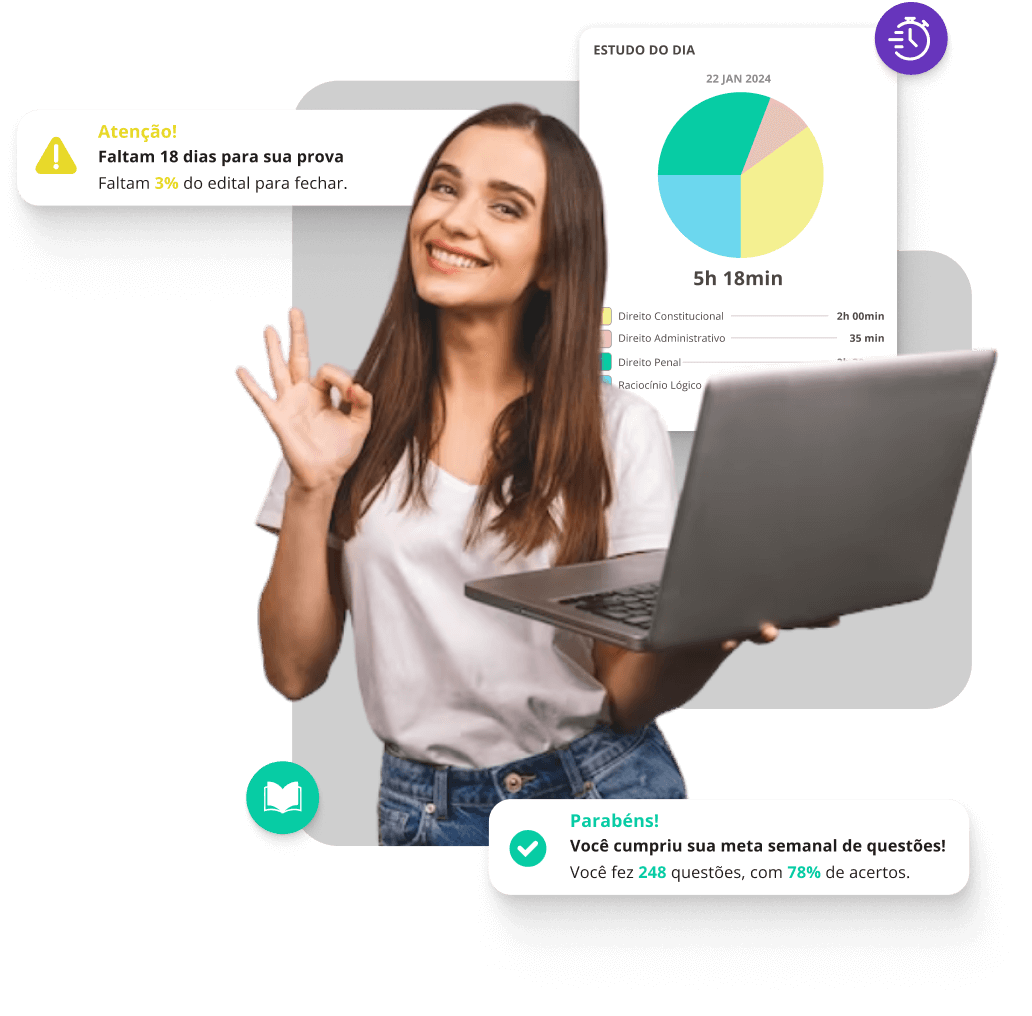 ESTUDO DO DIA
22 JAN 2024
Atenção!
Faltam 18 dias para sua prova
Faltam 3% do edital para fechar.
5h 18min
Direito Constitucional 2h 00min
Direito Administrativo 35 min
Direito Penal
Raciocínio Lógico
Parabéns!
Você cumpriu sua meta semanal de questões!
Você fez 248 questões, com 78% de acertos.